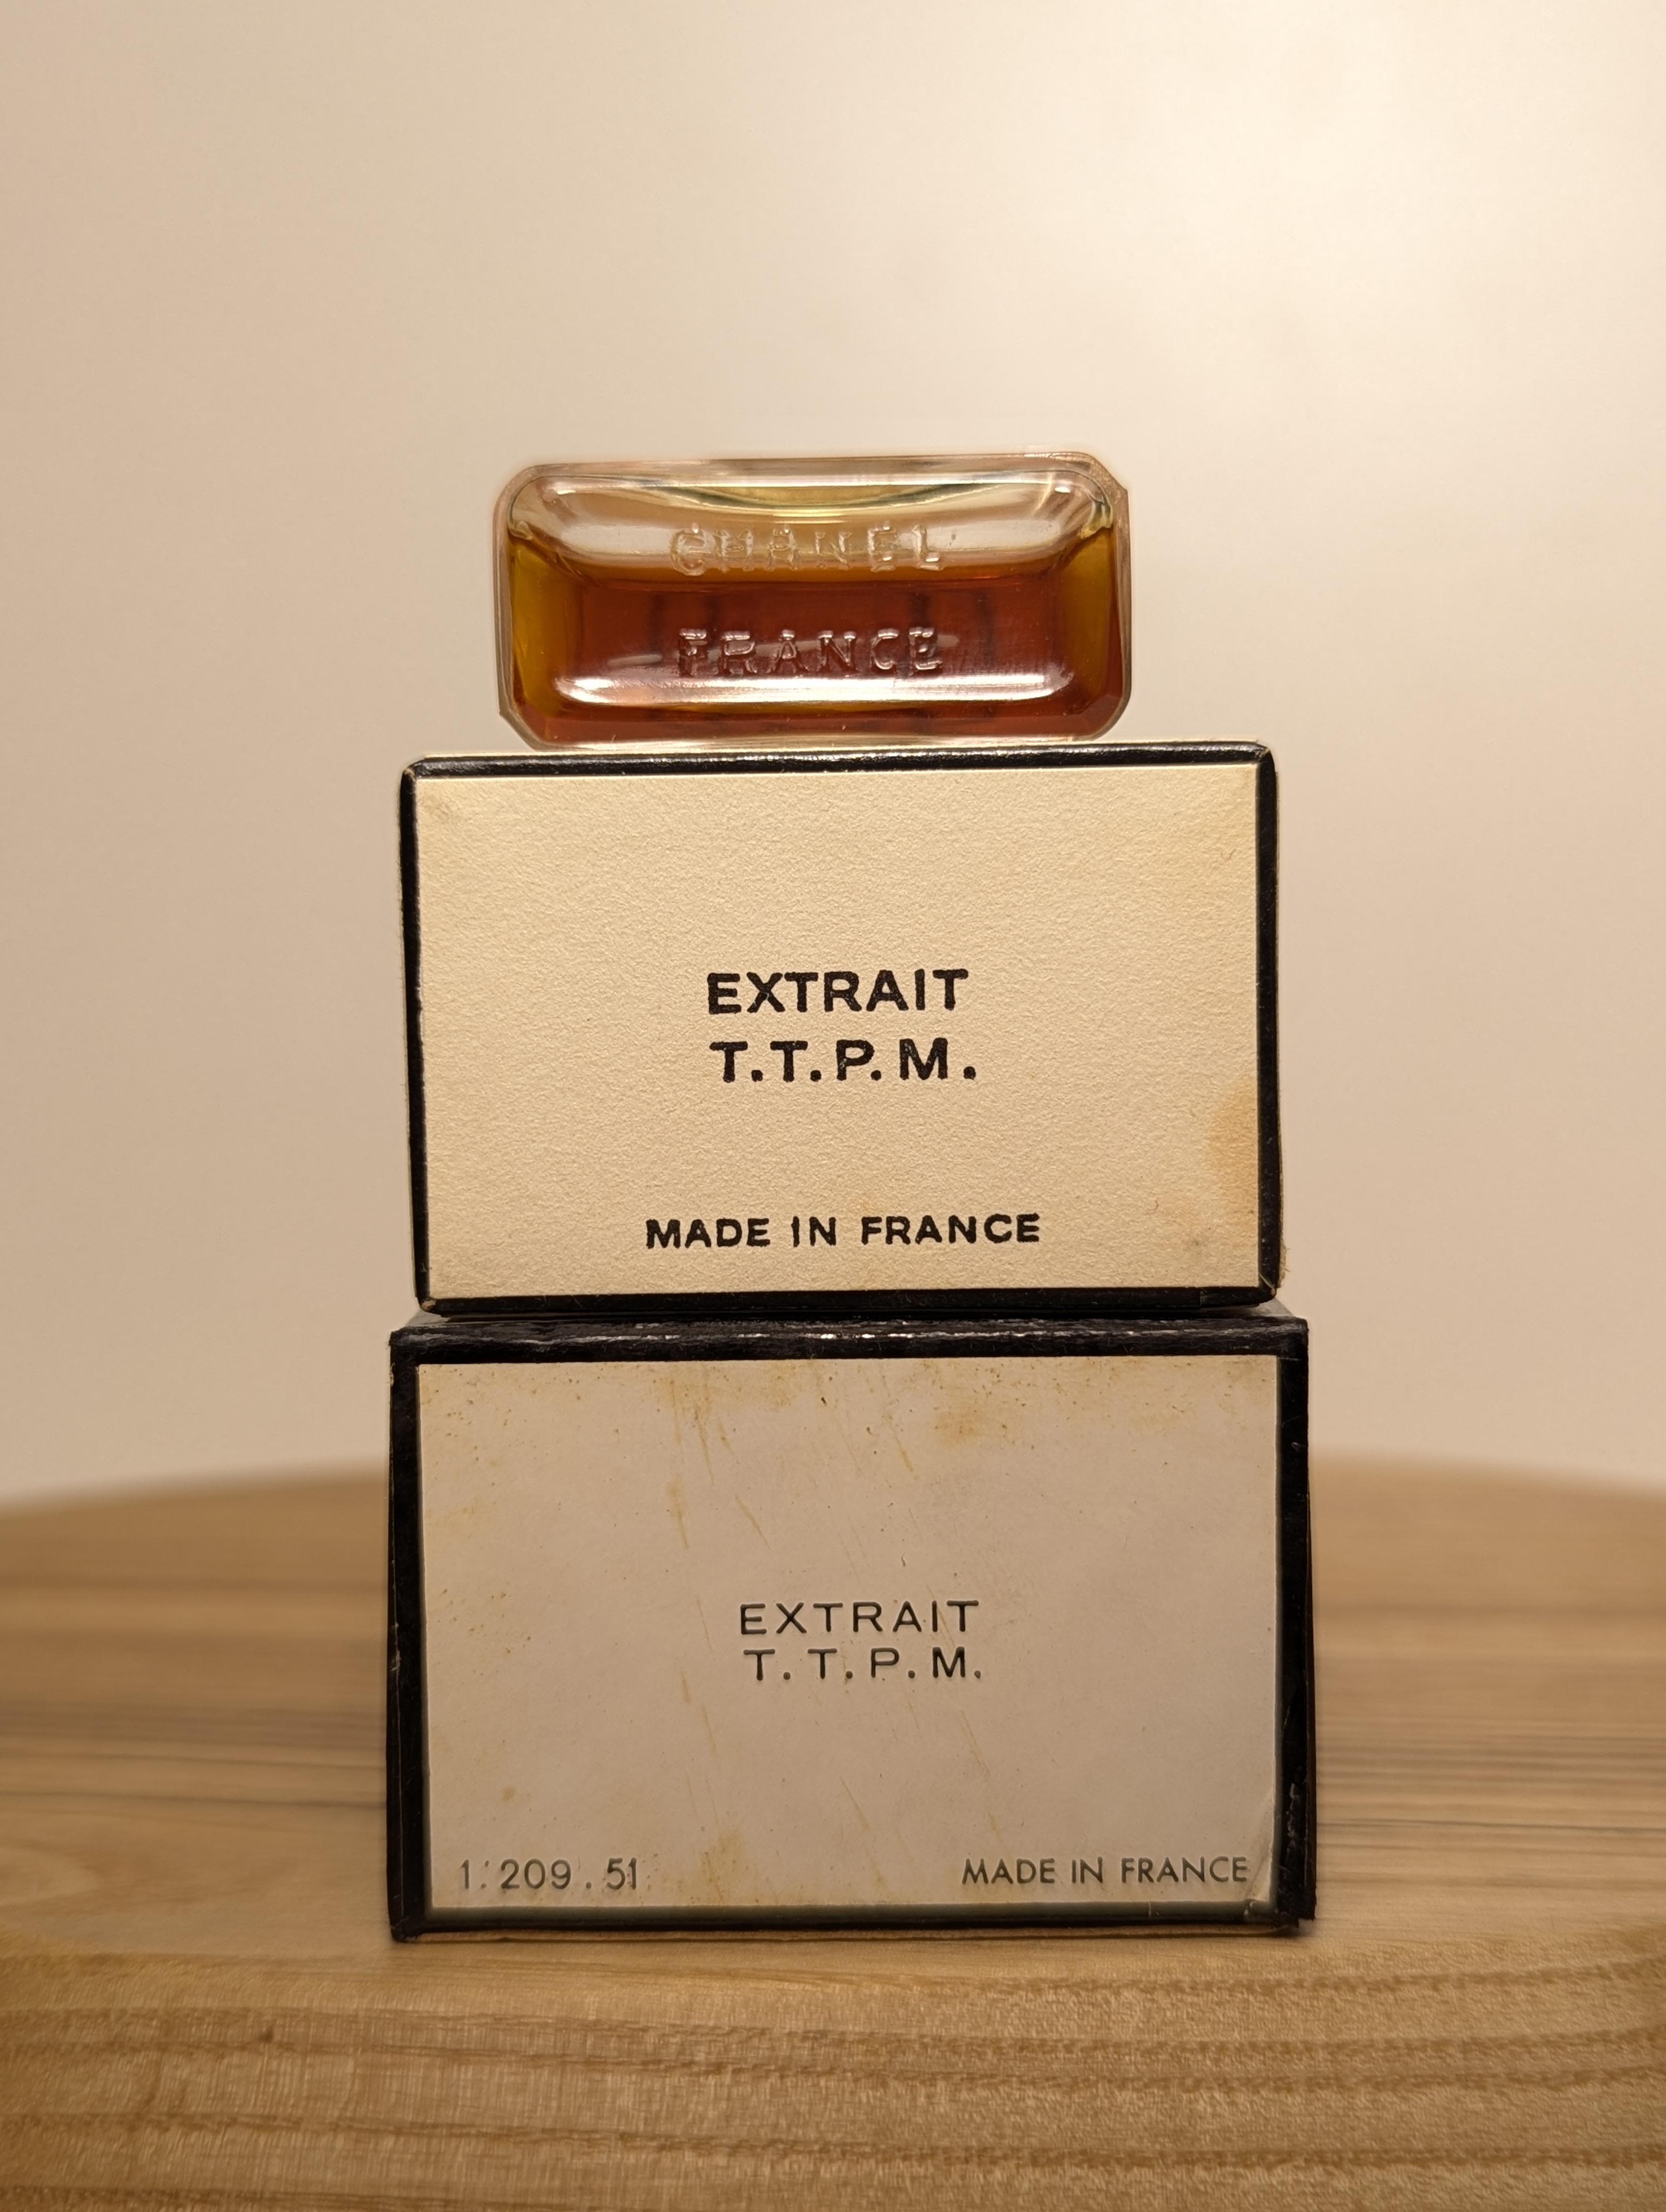 CHANEL
FRANCE
EXTRAIT
T.T.P.M.
MADE IN FRANCE
EXTRAIT
T.T.P.M.
1.209.51 MADE IN FRANCE